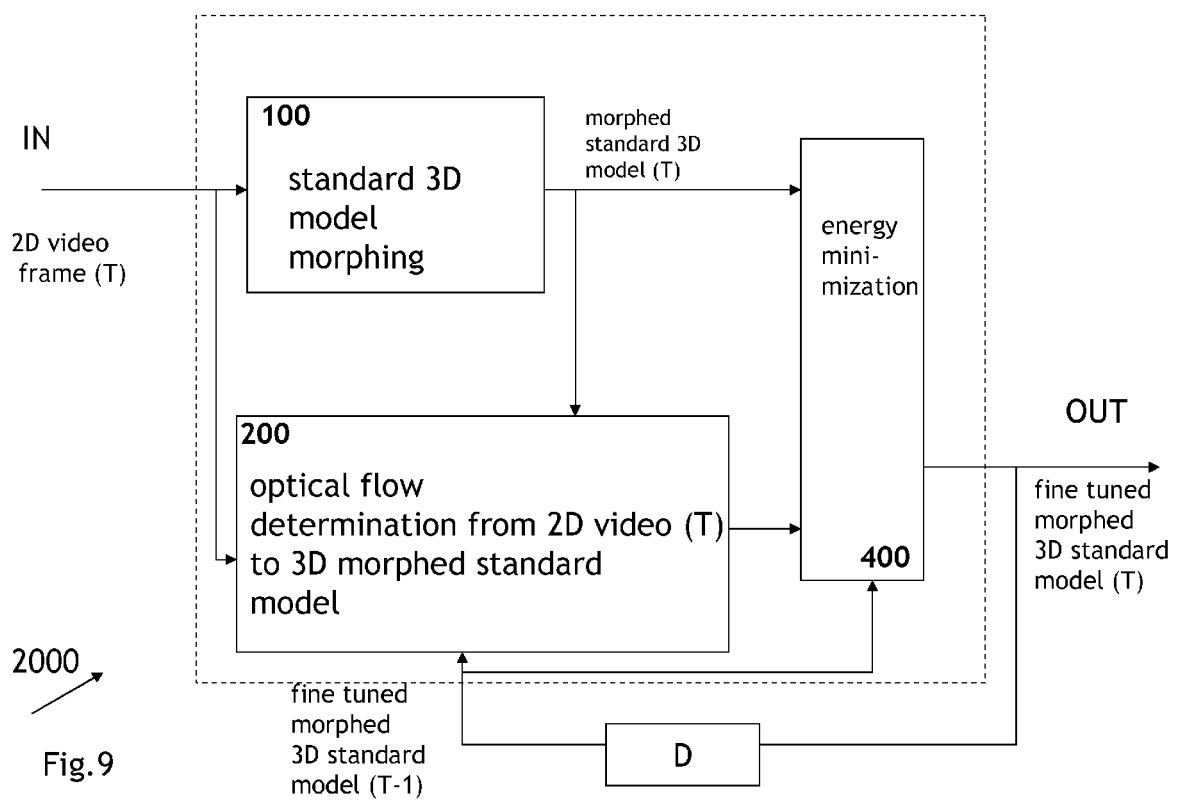 IN
2D video
frame (T)
100
standard 3D
model
morphing
morphed
standard 3D
model (T)
energy
mini-
mization
400
200
optical flow
determination from 2D video (T)
to 3D morphed standard
model
OUT
fine tuned
morphed
3D standard
model (T)
2000
fine tuned
morphed
3D standard
model (T-1)
D
Fig.9